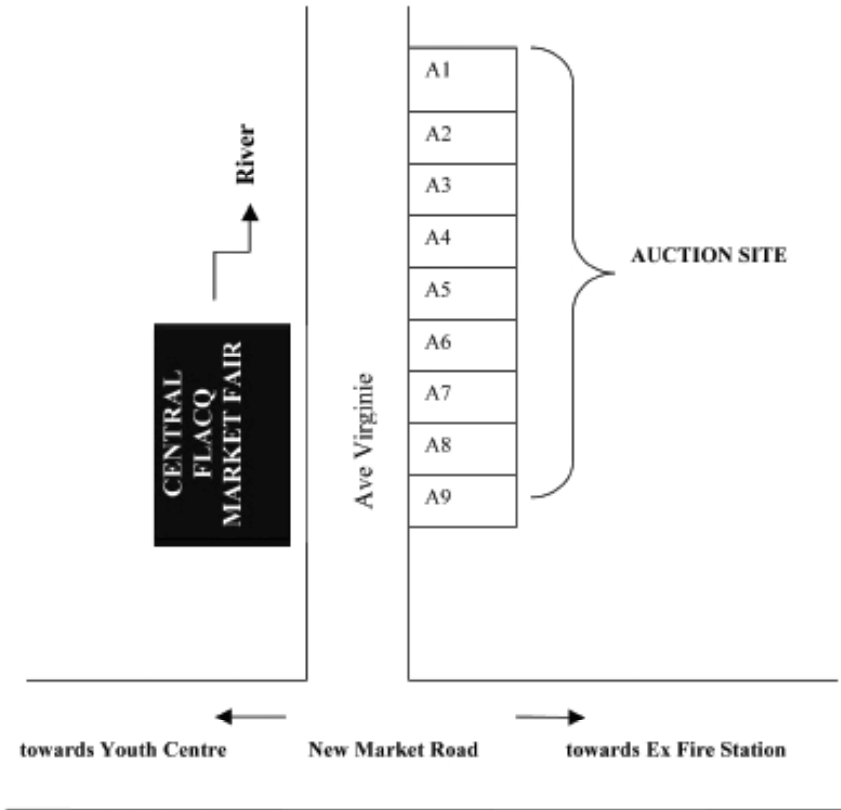 A1
A2
A3
A4
A5
A6
A7
A8
A9
AUCTION SITE
River
CENTRAL
FLACQ
MARKET FAIR
Ave Virginie
towards Youth Centre
New Market Road
towards Ex Fire Station